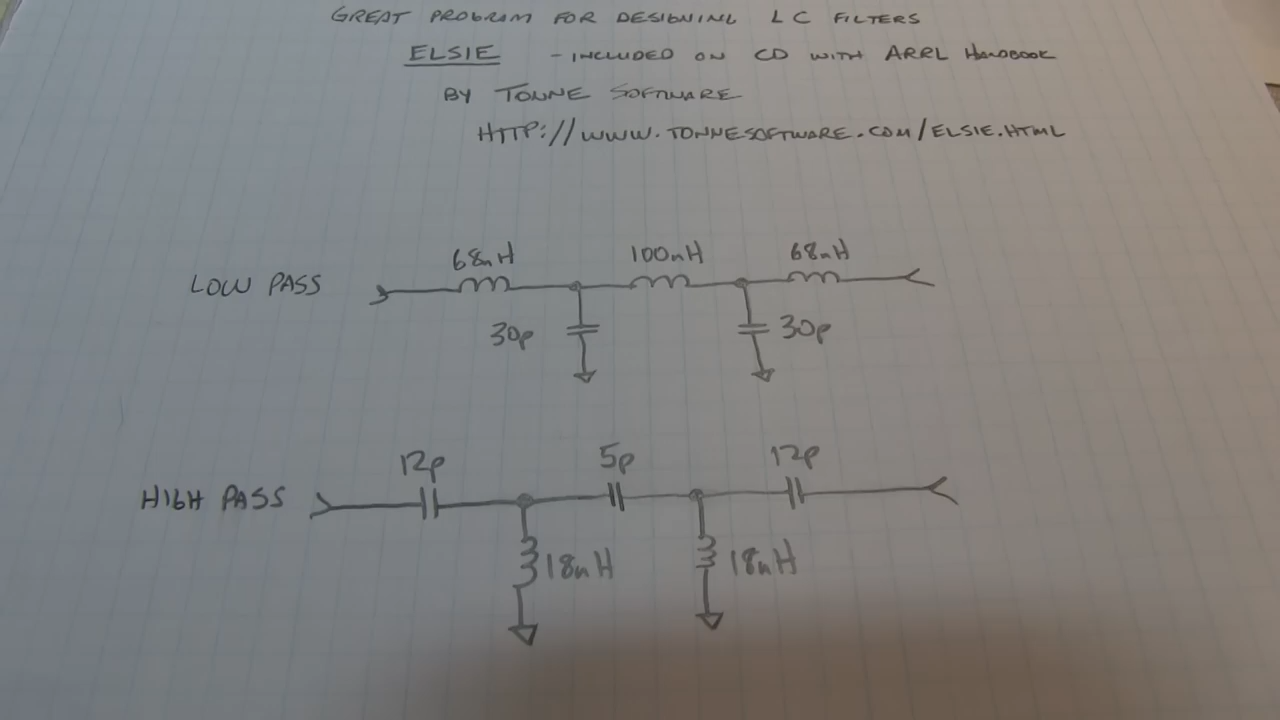 GREAT PROGRAM FOR DESIGNING LC FILTERS
ELSIE - INCLUDED ON CD WITH ARRL HANDBOOK
BY TONNE SOFTWARE
HTTP://WWW.TONNESOFTWARE.COM/ELSIE.HTML
68nH 100nH 68nH
LOW PASS
30p 30p
12p 5p 12p
HIGH PASS
18nH 18nH